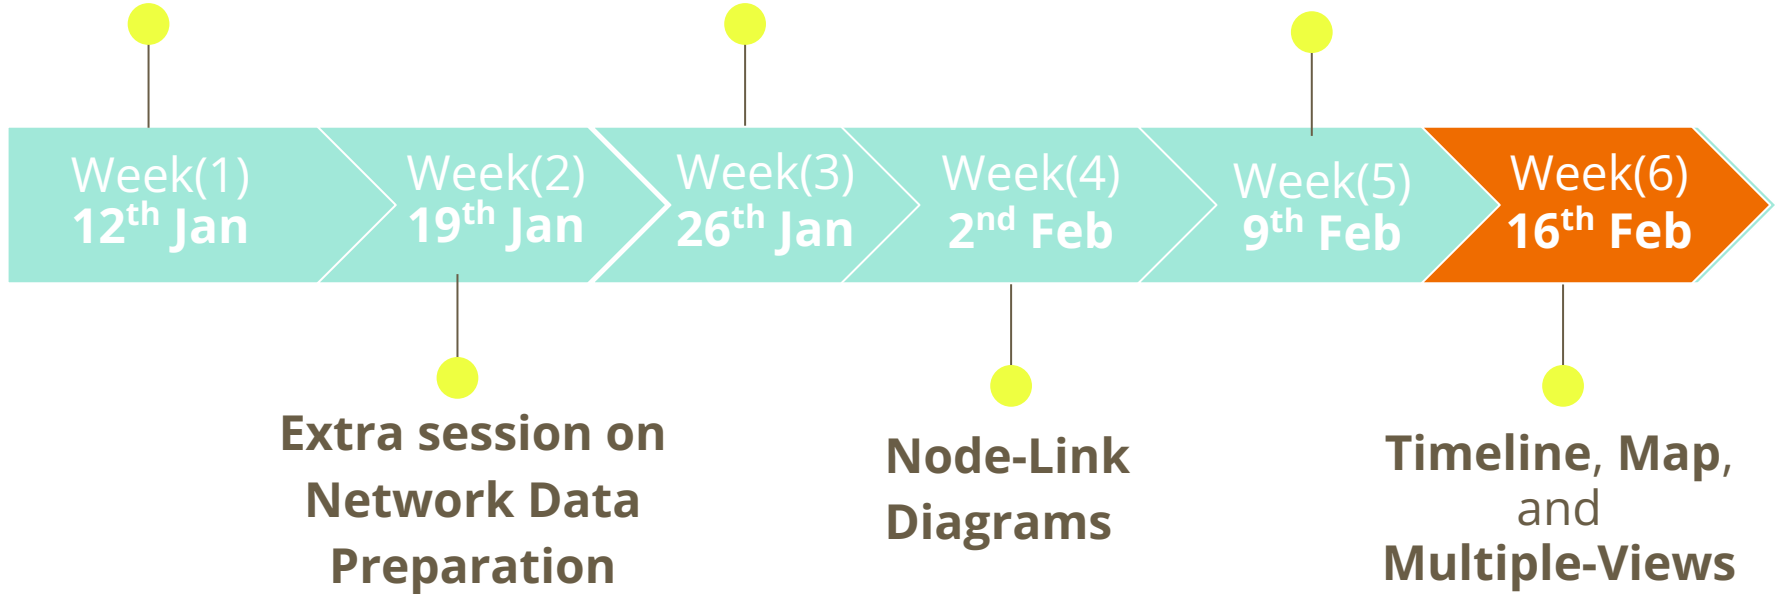 Week(1)
12th Jan
Week(2)
19th Jan
Week(3)
26th Jan
Week(4)
2nd Feb
Week(5)
9th Feb
Week(6)
16th Feb
Extra session on
Network Data
Preparation
Node-Link
Diagrams
Timeline, Map,
and
Multiple-Views